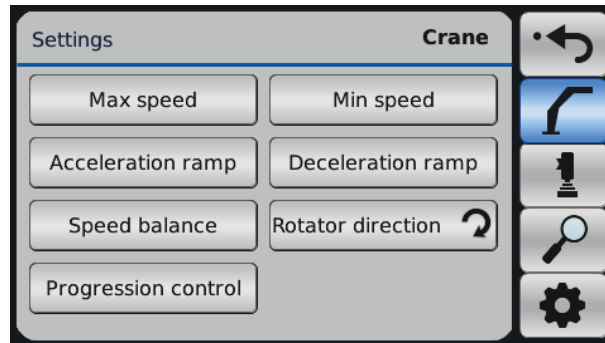 Settings Crane
Max speed Min speed
Acceleration ramp Deceleration ramp
Speed balance Rotator direction
Progression control